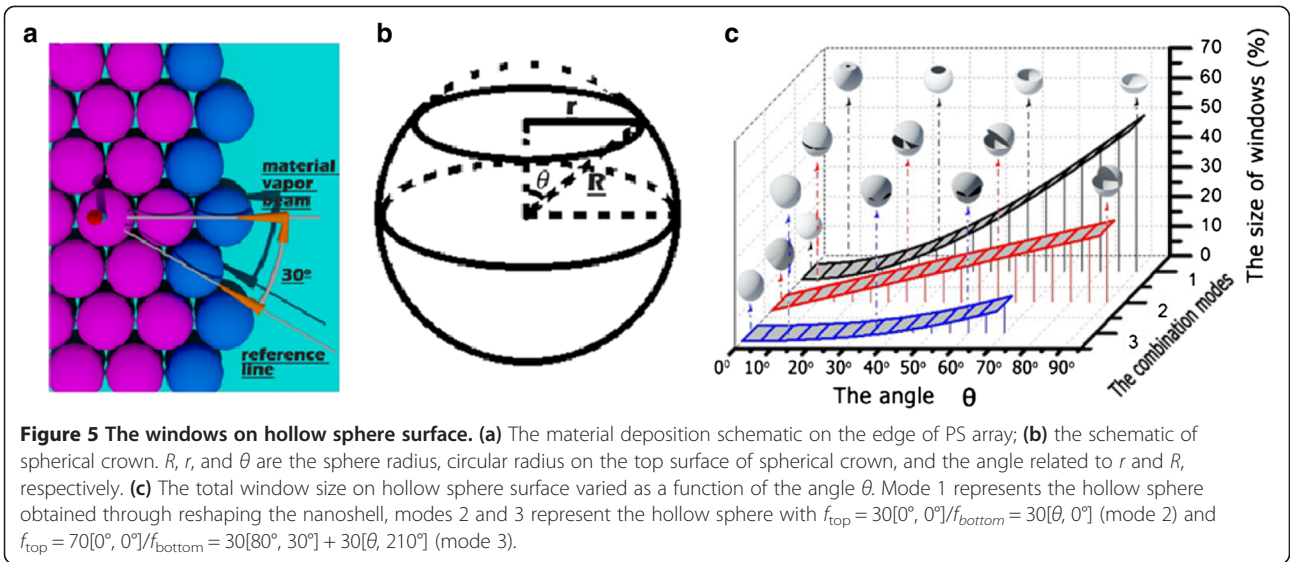 a
material
vapor
beam
30°
reference
line
b
r
θ
R
c
70
60
50
40
30
20
10
0
The size of windows (%)
1
2
3
The combination modes
0° 10° 20° 30° 40° 50° 60° 70° 80° 90°
The angle θ
Figure 5 The windows on hollow sphere surface. (a) The material deposition schematic on the edge of PS array; (b) the schematic of
spherical crown. R, r, and θ are the sphere radius, circular radius on the top surface of spherical crown, and the angle related to r and R,
respectively. (c) The total window size on hollow sphere surface varied as a function of the angle θ. Mode 1 represents the hollow sphere
obtained through reshaping the nanoshell, modes 2 and 3 represent the hollow sphere with f_top = 30[0°, 0°]/f_bottom = 30[θ, 0°] (mode 2) and
f_top = 70[0°, 0°]/f_bottom = 30[80°, 30°] + 30[θ, 210°] (mode 3).